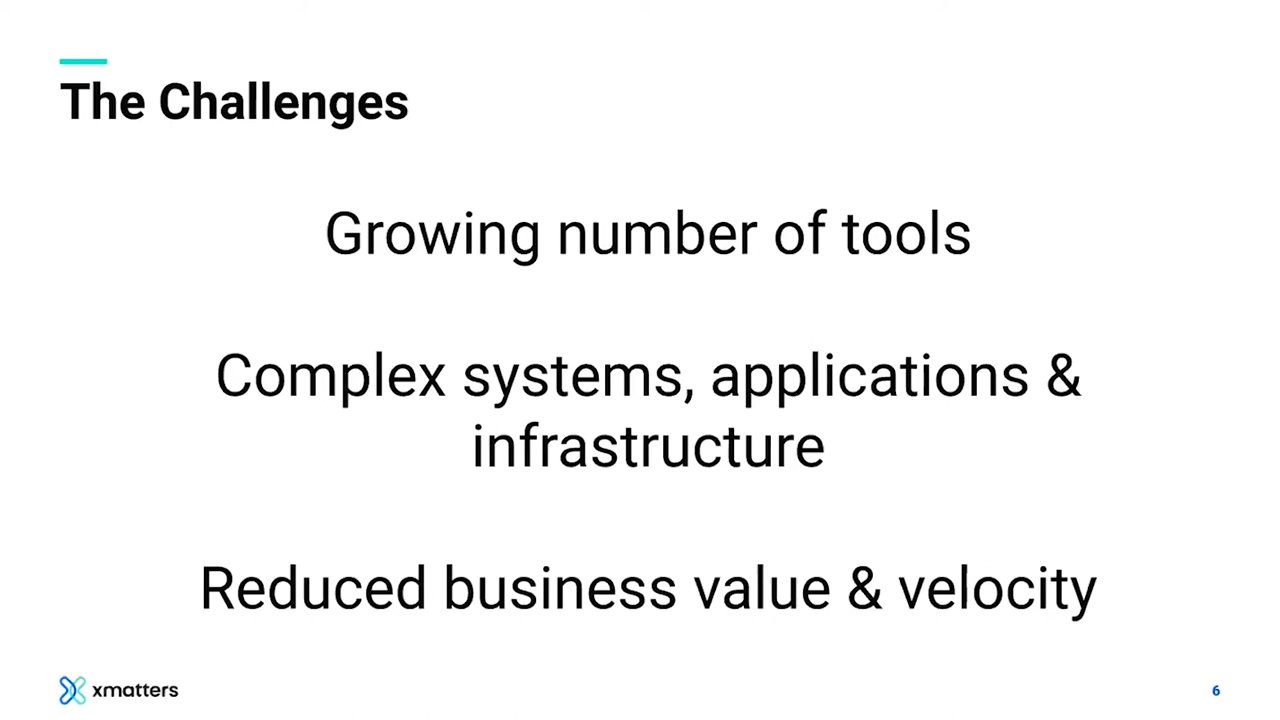 The Challenges
Growing number of tools
Complex systems, applications &
infrastructure
Reduced business value & velocity
xmatters
6